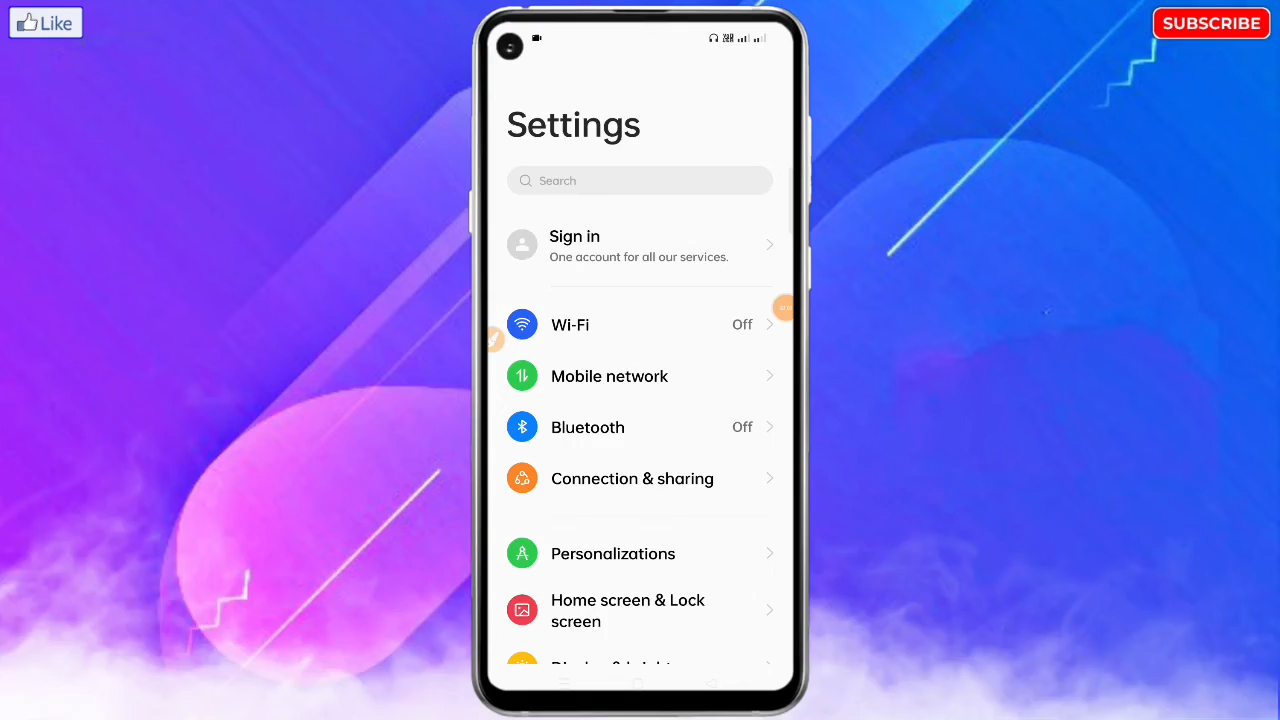 Like
SUBSCRIBE
Settings
Search
Sign in
One account for all our services.
Wi-Fi Off
Mobile network
Bluetooth Off
Connection & sharing
Personalizations
Home screen & Lock
screen